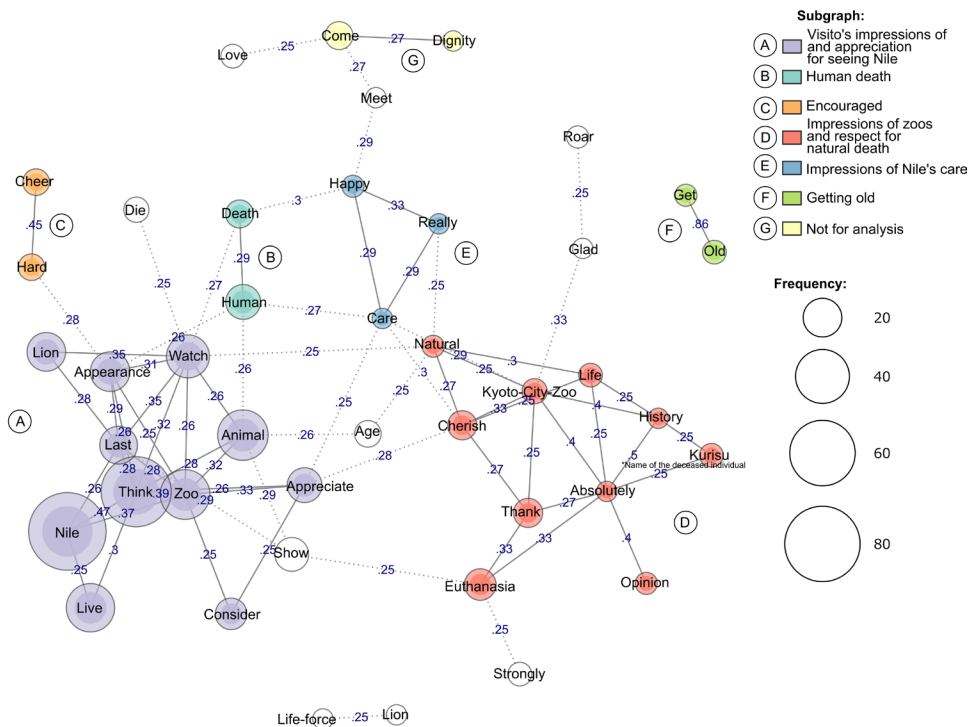 Subgraph:
A Visito's impressions of
and appreciation
for seeing Nile
B Human death
C Encouraged
D Impressions of zoos
and respect for
natural death
E Impressions of Nile's care
F Getting old
G Not for analysis
Frequency:
20
40
60
80
Come
Dignity
.27
.25
Love
G
.27
Meet
Roar
.29
Cheer
Happy
Get
.25
.3
.33
Die
Death
Really
.45
C
.86
F
Glad
Old
B
.29
.29
E
Hard
.29
.25
.27
.25
Human
.27
Care
.28
.33
.26
Natural
Lion
.35
Watch
.25
.29
.3
.31
.25
Appearance
.26
.3
Life
.27
Kyoto-City-Zoo
.28
.26
.35
.25
.25
.25
.29
.33
.4
History
A
.32
.25
.26
.25
.26
Cherish
.25
Last
Animal
.26
Age
.4
.25
.5
Kurisu
*Name of the deceased individual
.28
.28
.28
.28
.32
.27
.25
.25
Think
.39
Zoo
.26
.33
Appreciate
Absolutely
.26
.29
.29
.27
.47
.37
Thank
D
Nile
.33
.33
.4
.3
.25
.25
Show
.25
.25
Euthanasia
Opinion
Live
Consider
.25
Strongly
Life-force
.25
Lion